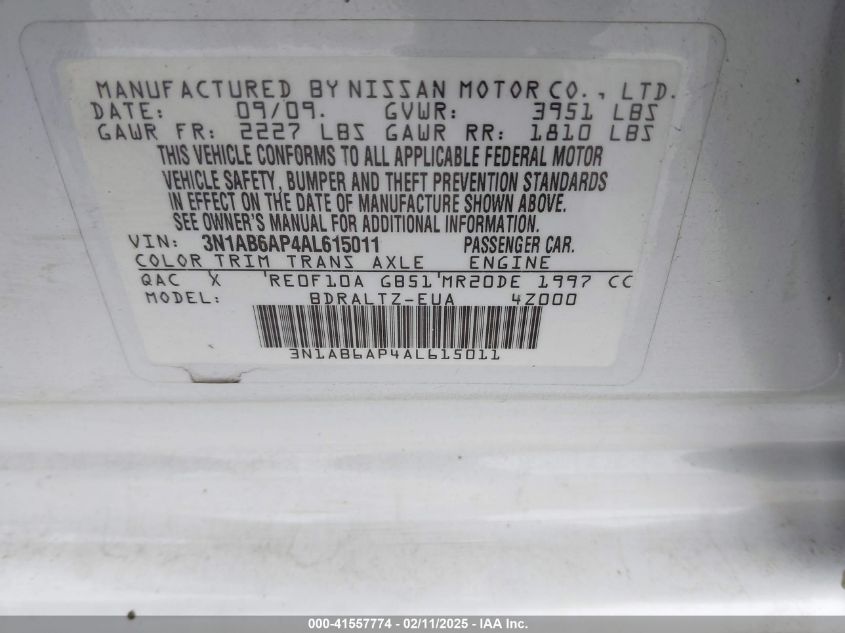 MANUFACTURED BY NISSAN MOTOR CO., LTD.
DATE: 09/09. GVWR: 3951 LBS
GAWR FR: 2227 LBS GAWR RR: 1810 LBS
THIS VEHICLE CONFORMS TO ALL APPLICABLE FEDERAL MOTOR
VEHICLE SAFETY, BUMPER AND THEFT PREVENTION STANDARDS
IN EFFECT ON THE DATE OF MANUFACTURE SHOWN ABOVE.
SEE OWNER'S MANUAL FOR ADDITIONAL INFORMATION.
VIN: 3N1AB6AP4AL615011 PASSENGER CAR.
COLOR TRIM TRANS AXLE ENGINE
QAC X 'RE0F10A GB51'MR20DE 1997 CC
MODEL: BDRALTZ-EUA 4Z000
3N1AB6AP4AL615011
000-41557774 - 02/11/2025 - IAA Inc.